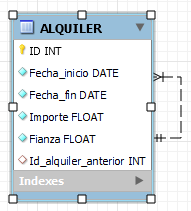 ALQUILER
ID INT
Fecha_inicio DATE
Fecha_fin DATE
Importe FLOAT
Fianza FLOAT
Id_alquiler_anterior INT
Indexes